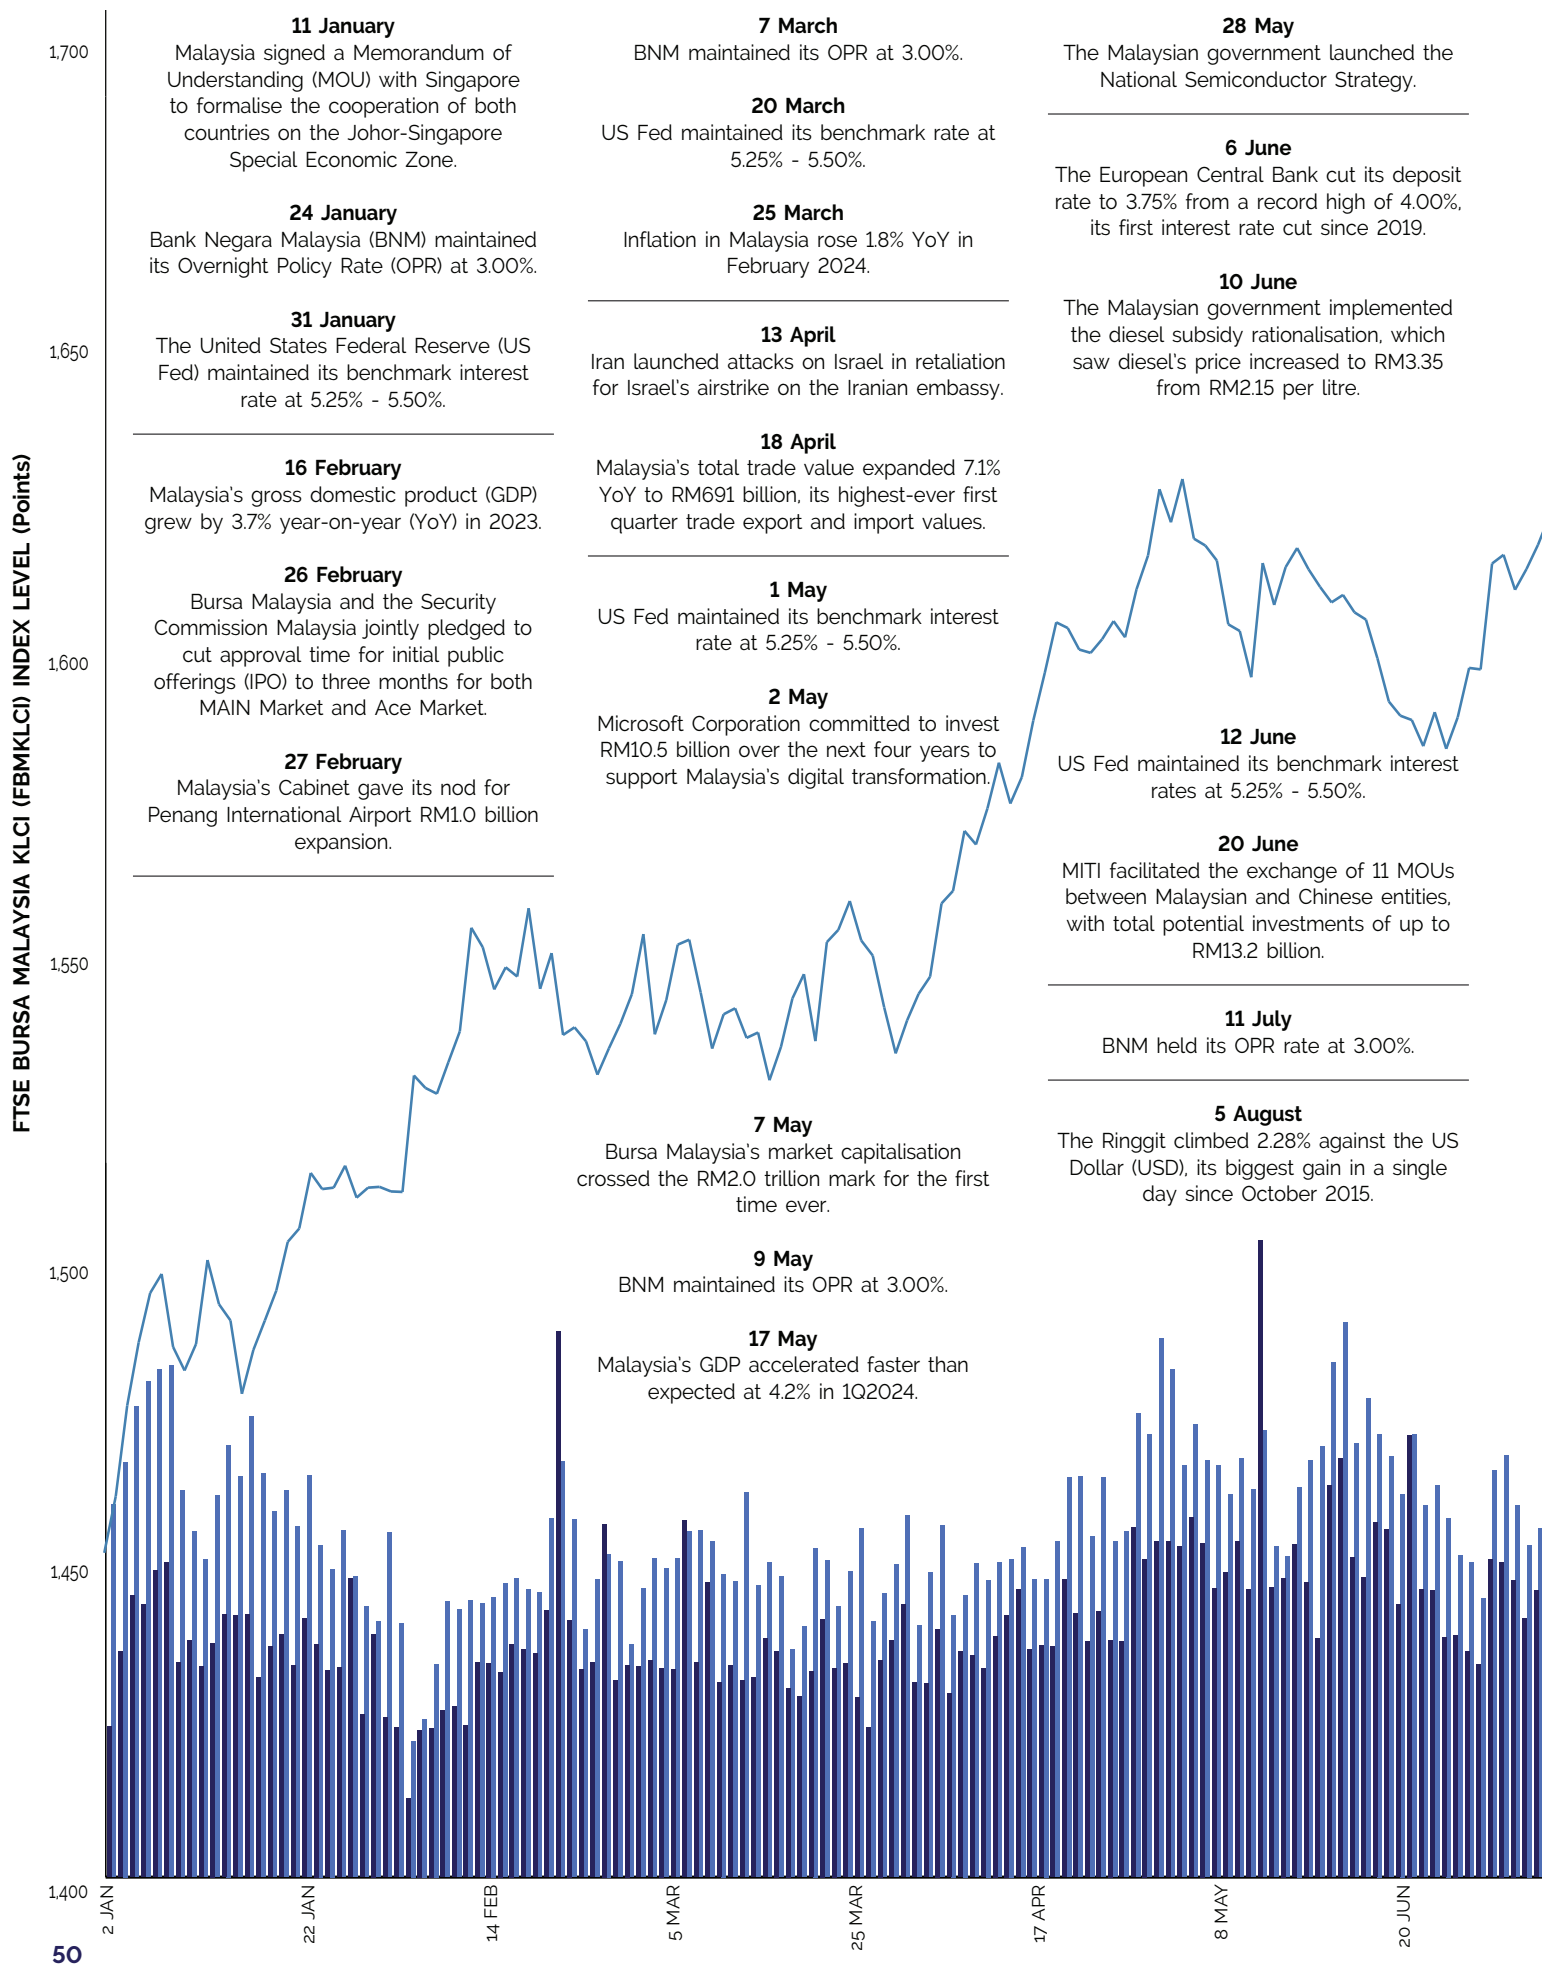 FTSE BURSA MALAYSIA KLCI (FBMKLCI) INDEX LEVEL (Points)
1,700
1,650
1,600
1,550
1,500
1,450
1,400
11 January
Malaysia signed a Memorandum of
Understanding (MOU) with Singapore
to formalise the cooperation of both
countries on the Johor-Singapore
Special Economic Zone.
24 January
Bank Negara Malaysia (BNM) maintained
its Overnight Policy Rate (OPR) at 3.00%.
31 January
The United States Federal Reserve (US
Fed) maintained its benchmark interest
rate at 5.25% - 5.50%.
16 February
Malaysia's gross domestic product (GDP)
grew by 3.7% year-on-year (YoY) in 2023.
26 February
Bursa Malaysia and the Security
Commission Malaysia jointly pledged to
cut approval time for initial public
offerings (IPO) to three months for both
MAIN Market and Ace Market.
27 February
Malaysia's Cabinet gave its nod for
Penang International Airport RM1.0 billion
expansion.
7 March
BNM maintained its OPR at 3.00%.
20 March
US Fed maintained its benchmark rate at
5.25% - 5.50%.
25 March
Inflation in Malaysia rose 1.8% YoY in
February 2024.
13 April
Iran launched attacks on Israel in retaliation
for Israel's airstrike on the Iranian embassy.
18 April
Malaysia's total trade value expanded 7.1%
YoY to RM691 billion, its highest-ever first
quarter trade export and import values.
1 May
US Fed maintained its benchmark interest
rate at 5.25% - 5.50%.
2 May
Microsoft Corporation committed to invest
RM10.5 billion over the next four years to
support Malaysia's digital transformation.
7 May
Bursa Malaysia's market capitalisation
crossed the RM2.0 trillion mark for the first
time ever.
9 May
BNM maintained its OPR at 3.00%.
17 May
Malaysia's GDP accelerated faster than
expected at 4.2% in 1Q2024.
28 May
The Malaysian government launched the
National Semiconductor Strategy.
6 June
The European Central Bank cut its deposit
rate to 3.75% from a record high of 4.00%,
its first interest rate cut since 2019.
10 June
The Malaysian government implemented
the diesel subsidy rationalisation, which
saw diesel's price increased to RM3.35
from RM2.15 per litre.
12 June
US Fed maintained its benchmark interest
rates at 5.25% - 5.50%.
20 June
MITI facilitated the exchange of 11 MOUs
between Malaysian and Chinese entities,
with total potential investments of up to
RM13.2 billion.
11 July
BNM held its OPR rate at 3.00%.
5 August
The Ringgit climbed 2.28% against the US
Dollar (USD), its biggest gain in a single
day since October 2015.
2 JAN
22 JAN
14 FEB
5 MAR
25 MAR
17 APR
8 MAY
20 JUN
50